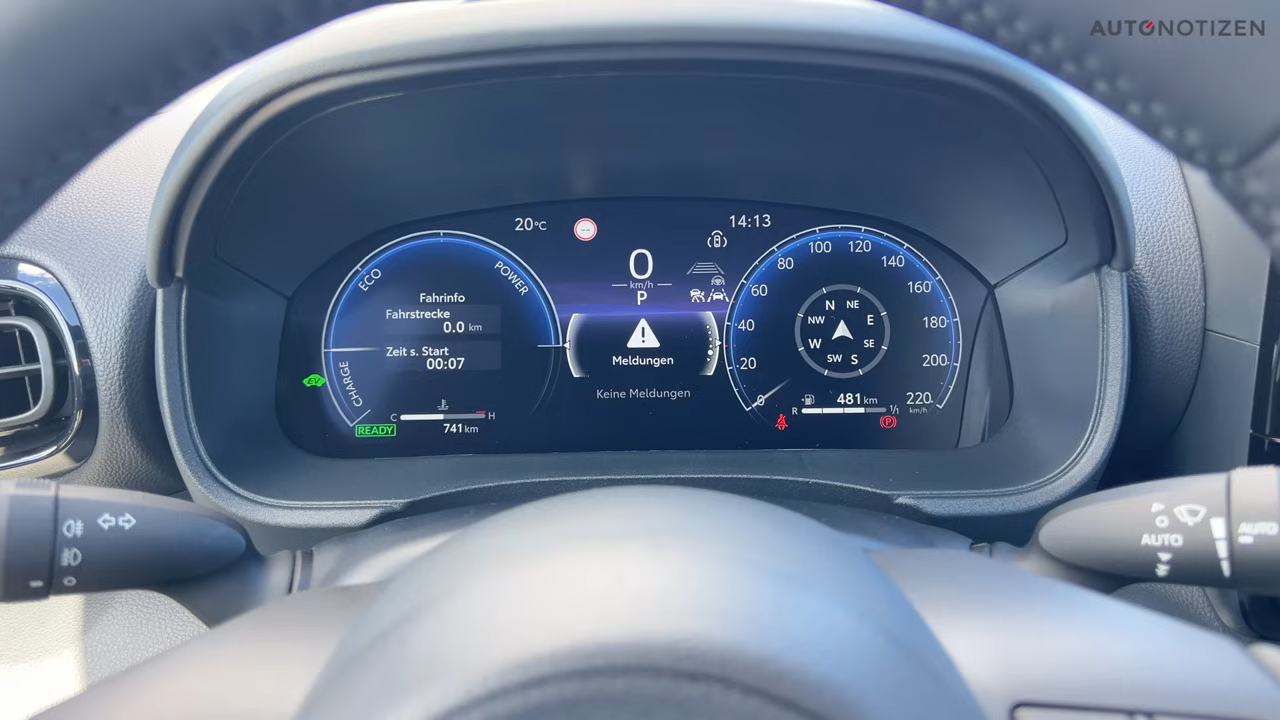 AUTONOTIZEN
20°C
--
14:13
ECO
POWER
CHARGE
Fahrinfo
Fahrstrecke
0.0 km
Zeit s. Start
00:07
EV
READY
C
H
741 km
0
km/h
P
Meldungen
Keine Meldungen
0
20
40
60
80
100
120
140
160
180
200
220
km/h
N
NE
E
SE
S
SW
W
NW
481 km
R
1/1
P
AUTO
AUTO